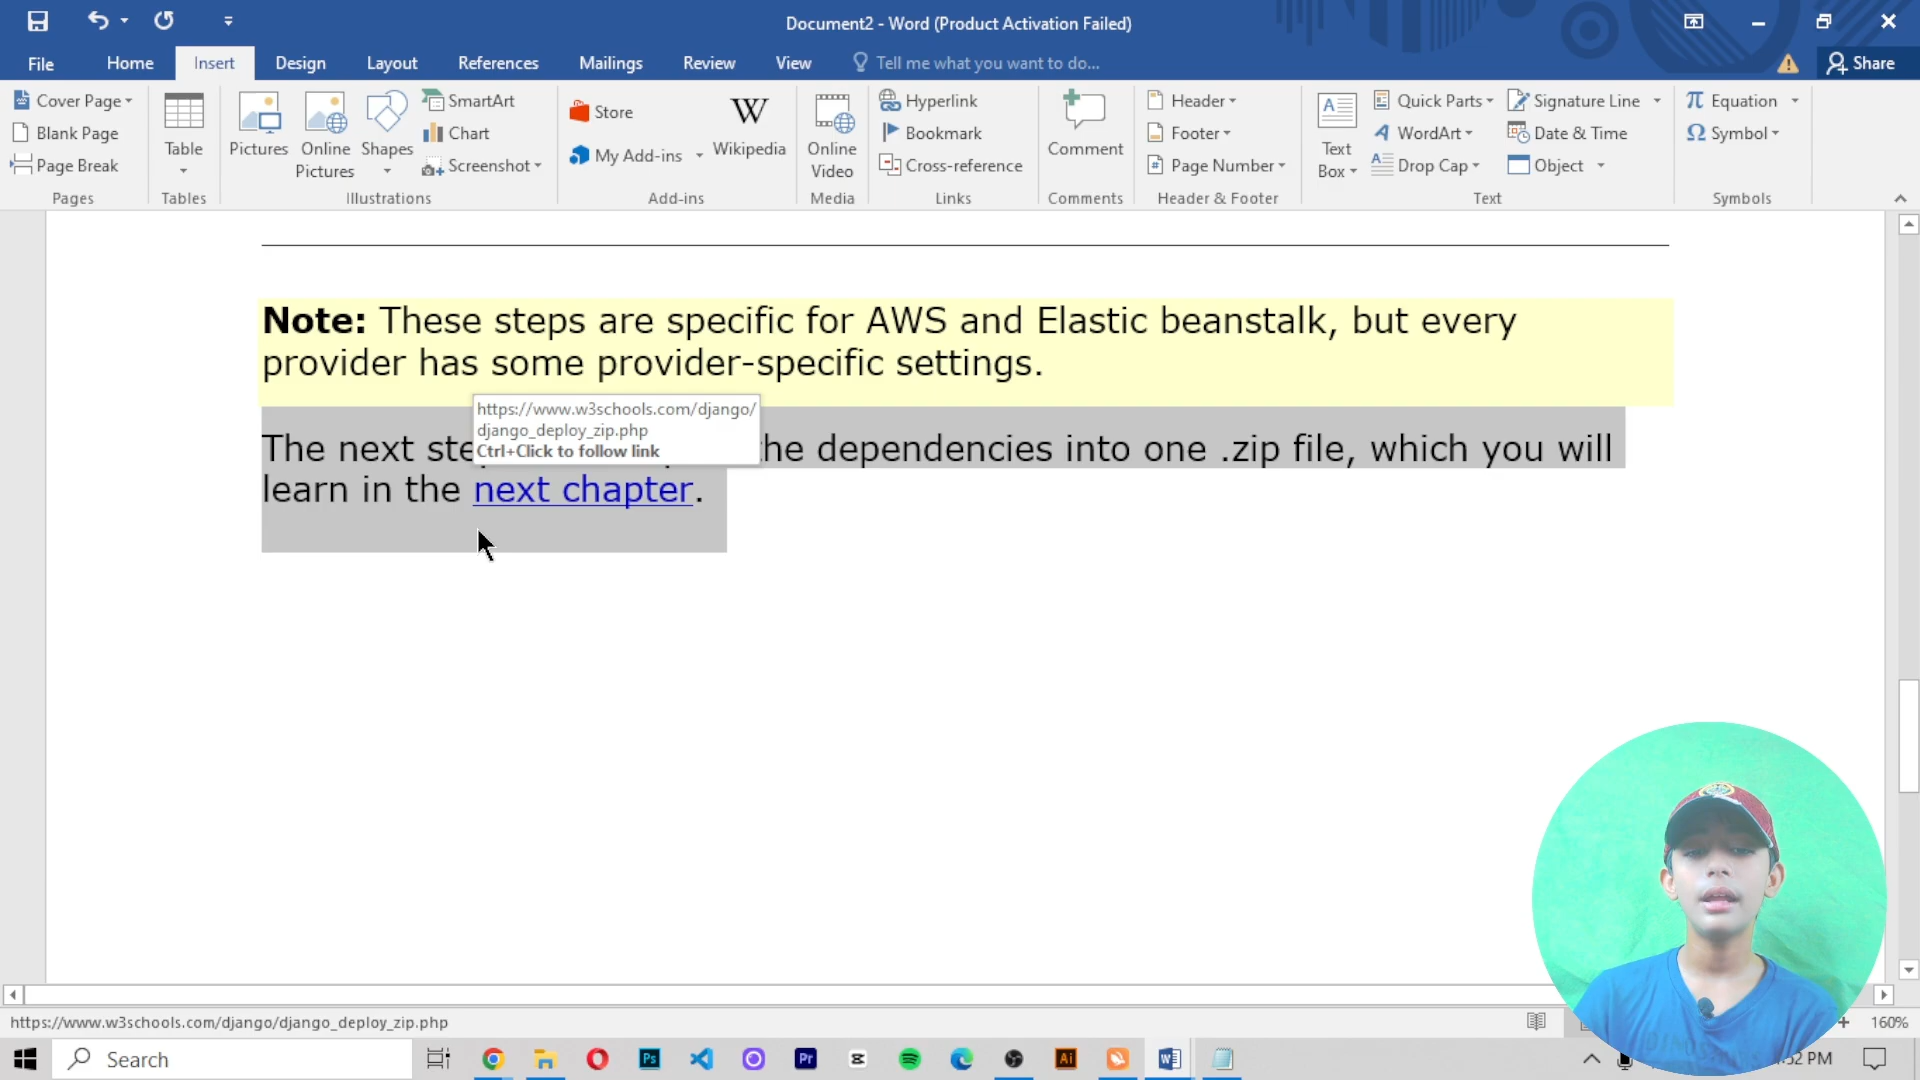 Document2 - Word (Product Activation Failed)
File Home Insert Design Layout References Mailings Review View Tell me what you want to do... Share
Cover Page
Blank Page
Page Break
Pages
Table
Tables
Pictures
Online Pictures
Shapes
SmartArt
Chart
Screenshot
Illustrations
Store
My Add-ins
W
Wikipedia
Add-ins
Online Video
Media
Hyperlink
Bookmark
Cross-reference
Links
Comment
Comments
Header
Footer
Page Number
Header & Footer
Text Box
Quick Parts
WordArt
Drop Cap
Signature Line
Date & Time
Object
Text
Equation
Symbol
Symbols
Note: These steps are specific for AWS and Elastic beanstalk, but every
provider has some provider-specific settings.
https://www.w3schools.com/django/
django_deploy_zip.php
Ctrl+Click to follow link
The next the dependencies into one .zip file, which you will
learn in the next chapter.
https://www.w3schools.com/django/django_deploy_zip.php
160%
Search
Ps
Pr
Ai
PM